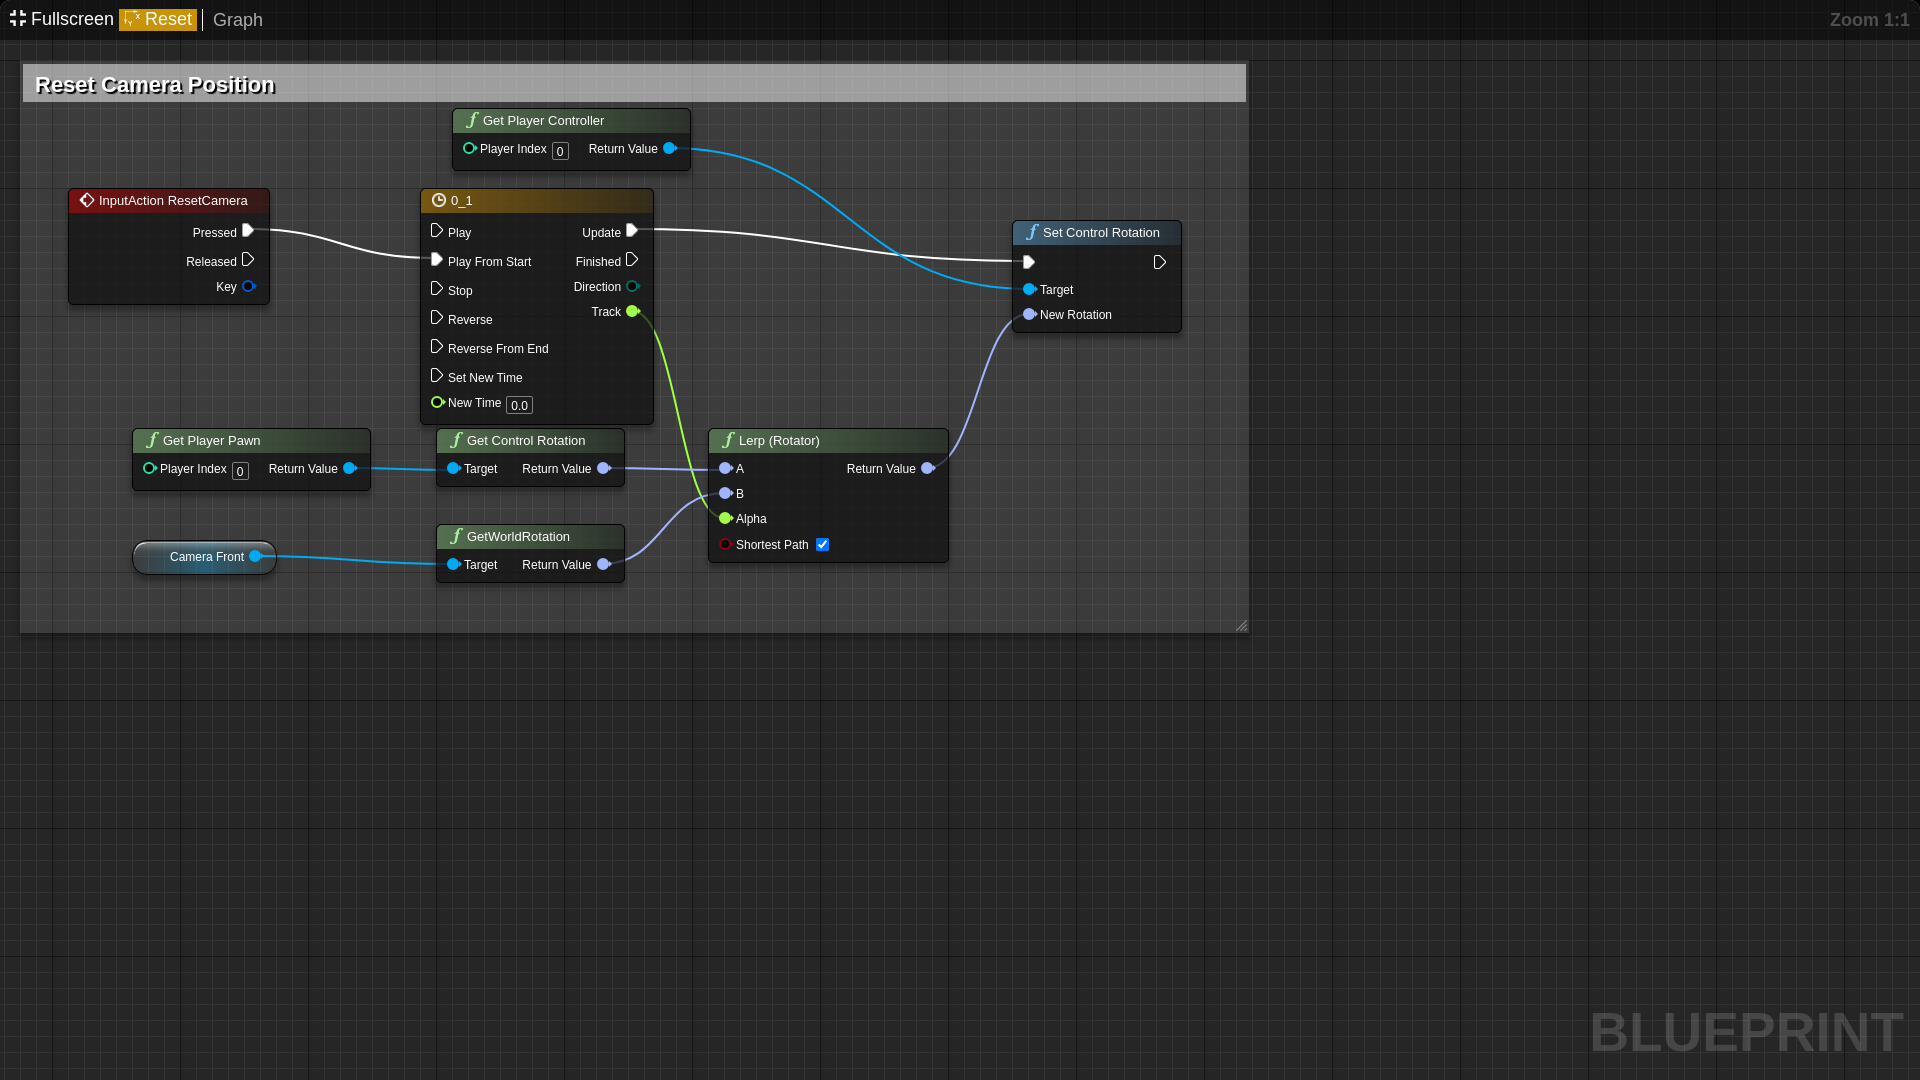 Fullscreen Reset Graph Zoom 1:1
Reset Camera Position
Get Player Controller
Player Index 0 Return Value
InputAction ResetCamera
Pressed
Released
Key
0_1
Play Update
Play From Start Finished
Stop Direction
Reverse Track
Reverse From End
Set New Time
New Time 0.0
Set Control Rotation
Target
New Rotation
Get Player Pawn
Player Index 0 Return Value
Get Control Rotation
Target Return Value
Lerp (Rotator)
A Return Value
B
Alpha
Shortest Path
Camera Front
GetWorldRotation
Target Return Value
BLUEPRINT